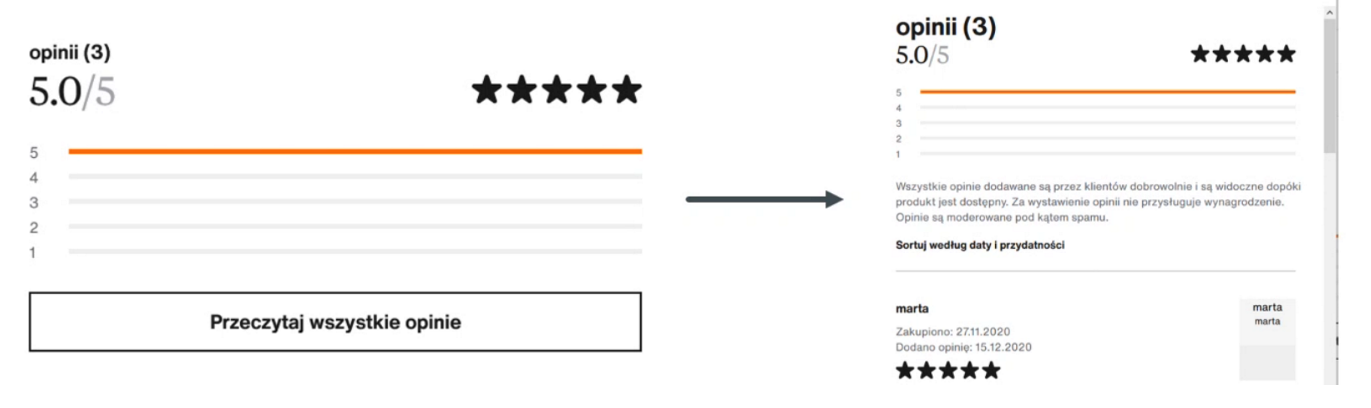 opinii (3)
5.0/5
5
4
3
2
1
Przeczytaj wszystkie opinie
opinii (3)
5.0/5
5
4
3
2
1
Wszystkie opinie dodawane są przez klientów dobrowolnie i są widoczne dopóki
produkt jest dostępny. Za wystawienie opinii nie przysługuje wynagrodzenie.
Opinie są moderowane pod kątem spamu.
Sortuj według daty i przydatności
marta
Zakupiono: 27.11.2020
Dodano opinię: 15.12.2020
marta
marta